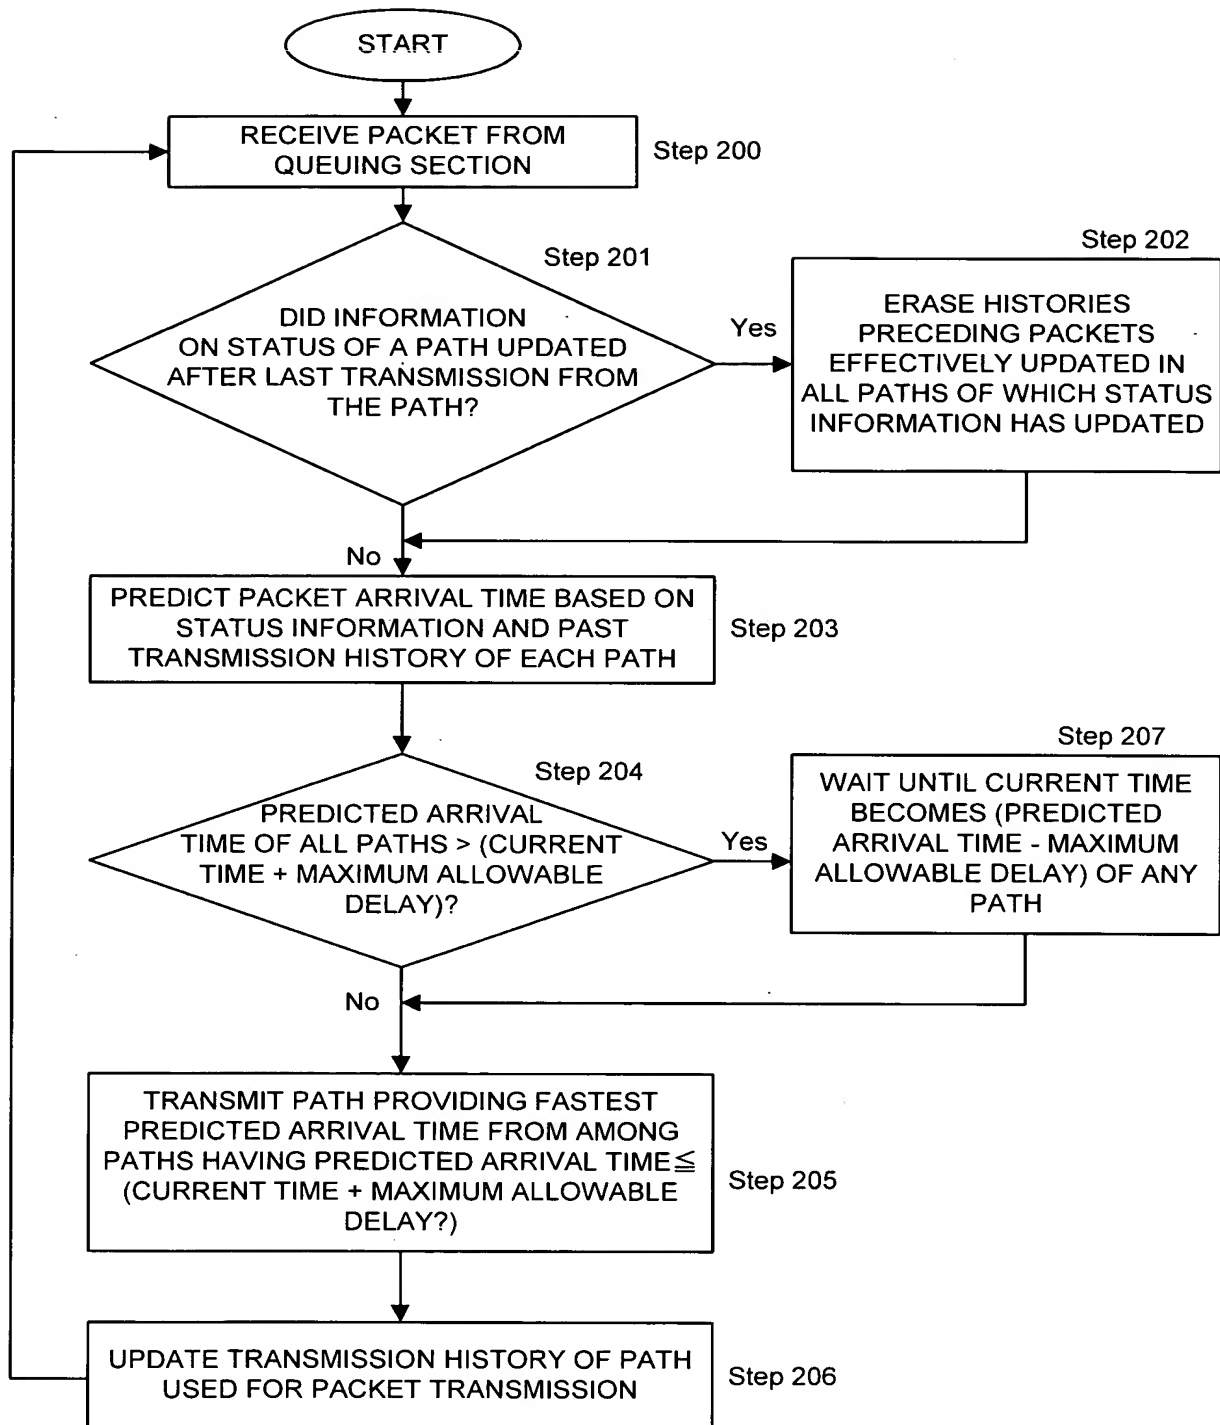 START
RECEIVE PACKET FROM
QUEUING SECTION
Step 200
Step 201
DID INFORMATION
ON STATUS OF A PATH UPDATED
AFTER LAST TRANSMISSION FROM
THE PATH?
Yes
Step 202
ERASE HISTORIES
PRECEDING PACKETS
EFFECTIVELY UPDATED IN
ALL PATHS OF WHICH STATUS
INFORMATION HAS UPDATED
No
PREDICT PACKET ARRIVAL TIME BASED ON
STATUS INFORMATION AND PAST
TRANSMISSION HISTORY OF EACH PATH
Step 203
Step 204
PREDICTED ARRIVAL
TIME OF ALL PATHS > (CURRENT
TIME + MAXIMUM ALLOWABLE
DELAY)?
Yes
Step 207
WAIT UNTIL CURRENT TIME
BECOMES (PREDICTED
ARRIVAL TIME - MAXIMUM
ALLOWABLE DELAY) OF ANY
PATH
No
TRANSMIT PATH PROVIDING FASTEST
PREDICTED ARRIVAL TIME FROM AMONG
PATHS HAVING PREDICTED ARRIVAL TIME≦
(CURRENT TIME + MAXIMUM ALLOWABLE
DELAY?)
Step 205
UPDATE TRANSMISSION HISTORY OF PATH
USED FOR PACKET TRANSMISSION
Step 206